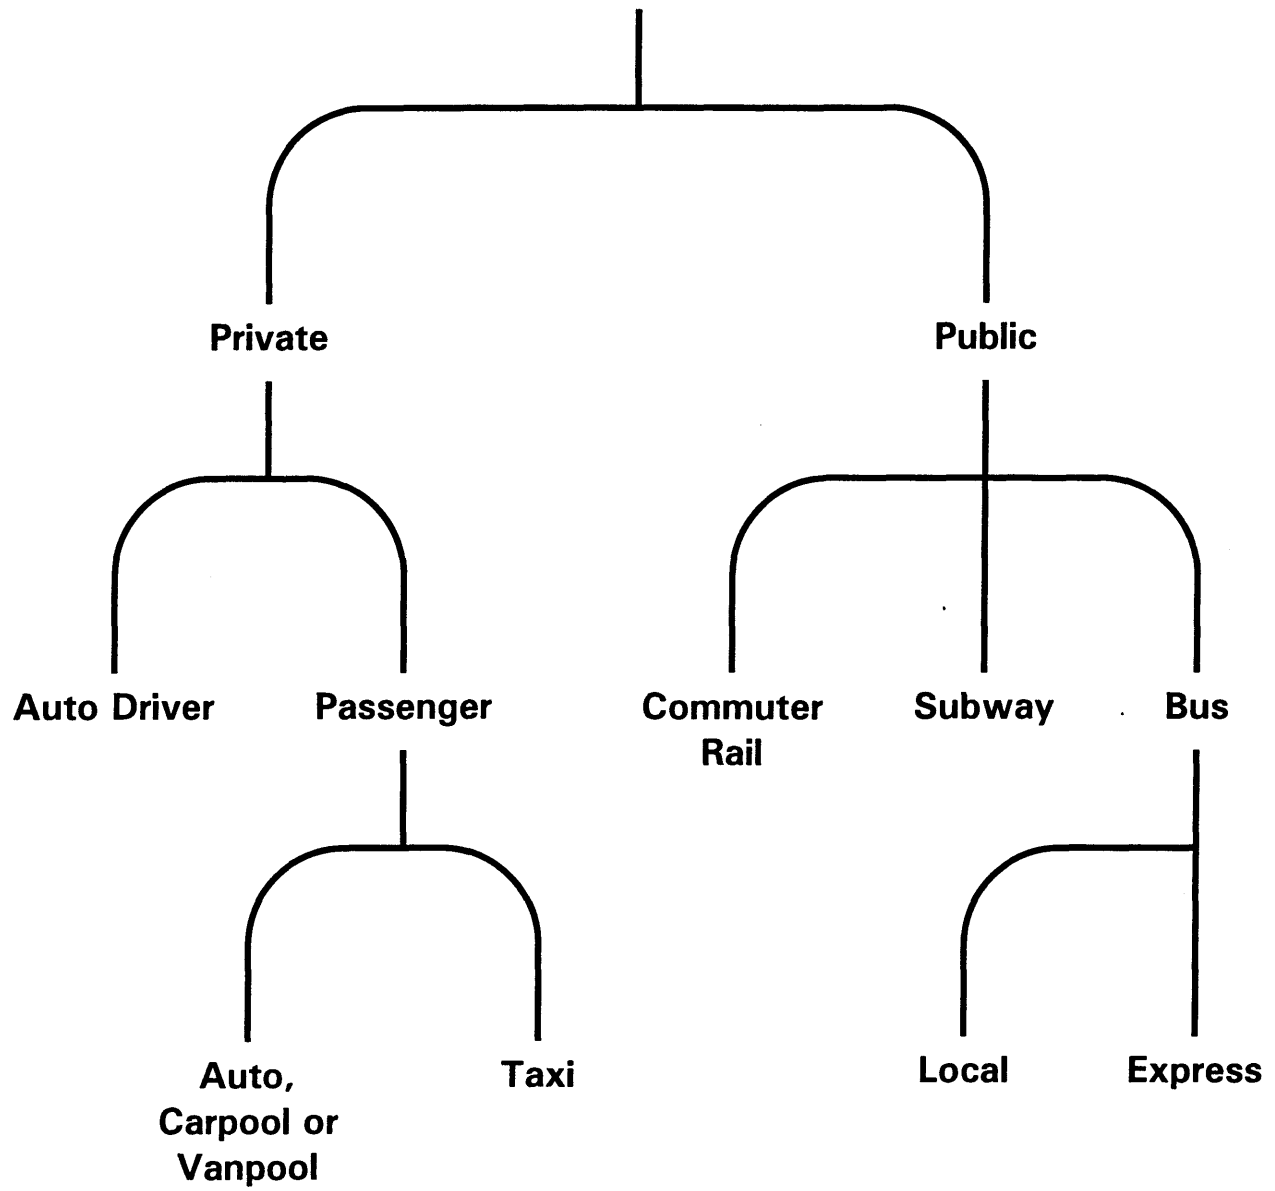 Private
Public
Auto Driver
Passenger
Commuter
Rail
Subway
Bus
Auto,
Carpool or
Vanpool
Taxi
Local
Express